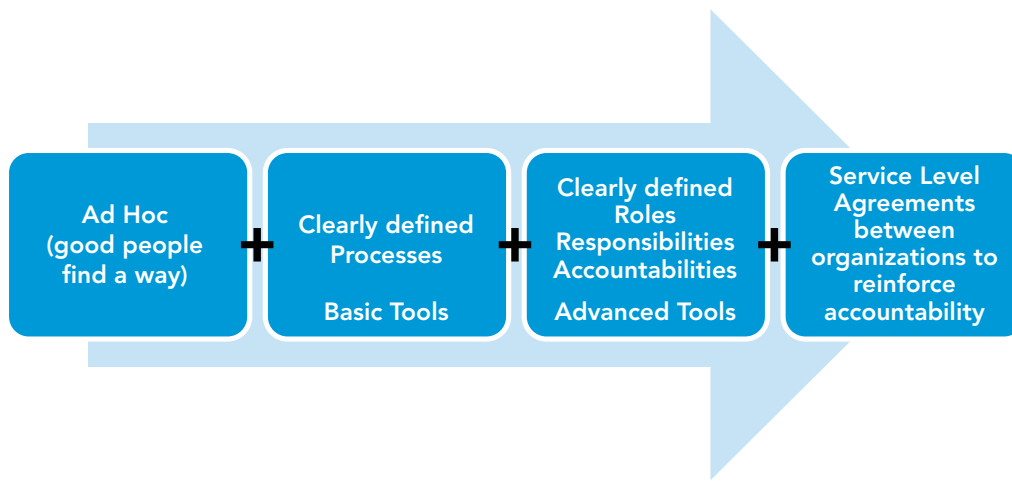 Ad Hoc
(good people
find a way)
+
Clearly defined
Processes
Basic Tools
+
Clearly defined
Roles
Responsibilities
Accountabilities
Advanced Tools
+
Service Level
Agreements
between
organizations to
reinforce
accountability